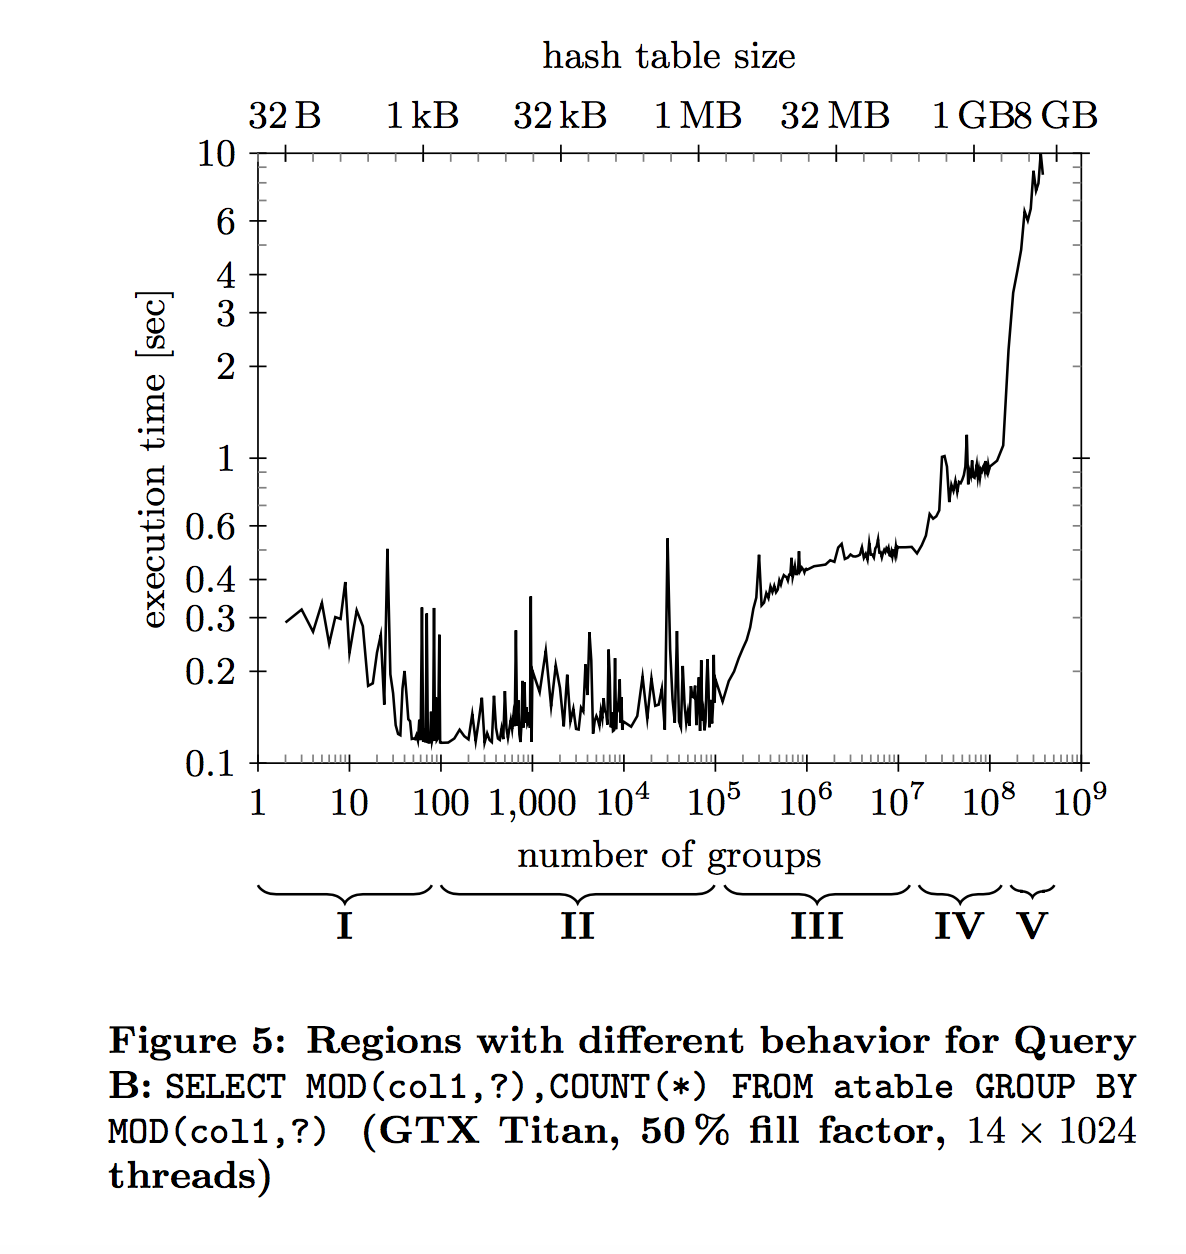 hash table size
32 B 1 kB 32 kB 1 MB 32 MB 1 GB 8 GB
10
6
4
3
2
1
0.6
0.4
0.3
0.2
0.1
execution time [sec]
1 10 100 1,000 10⁴ 10⁵ 10⁶ 10⁷ 10⁸ 10⁹
number of groups
I II III IV V
Figure 5: Regions with different behavior for Query
B: SELECT MOD(col1,?),COUNT(*) FROM atable GROUP BY
MOD(col1,?) (GTX Titan, 50 % fill factor, 14 × 1024
threads)